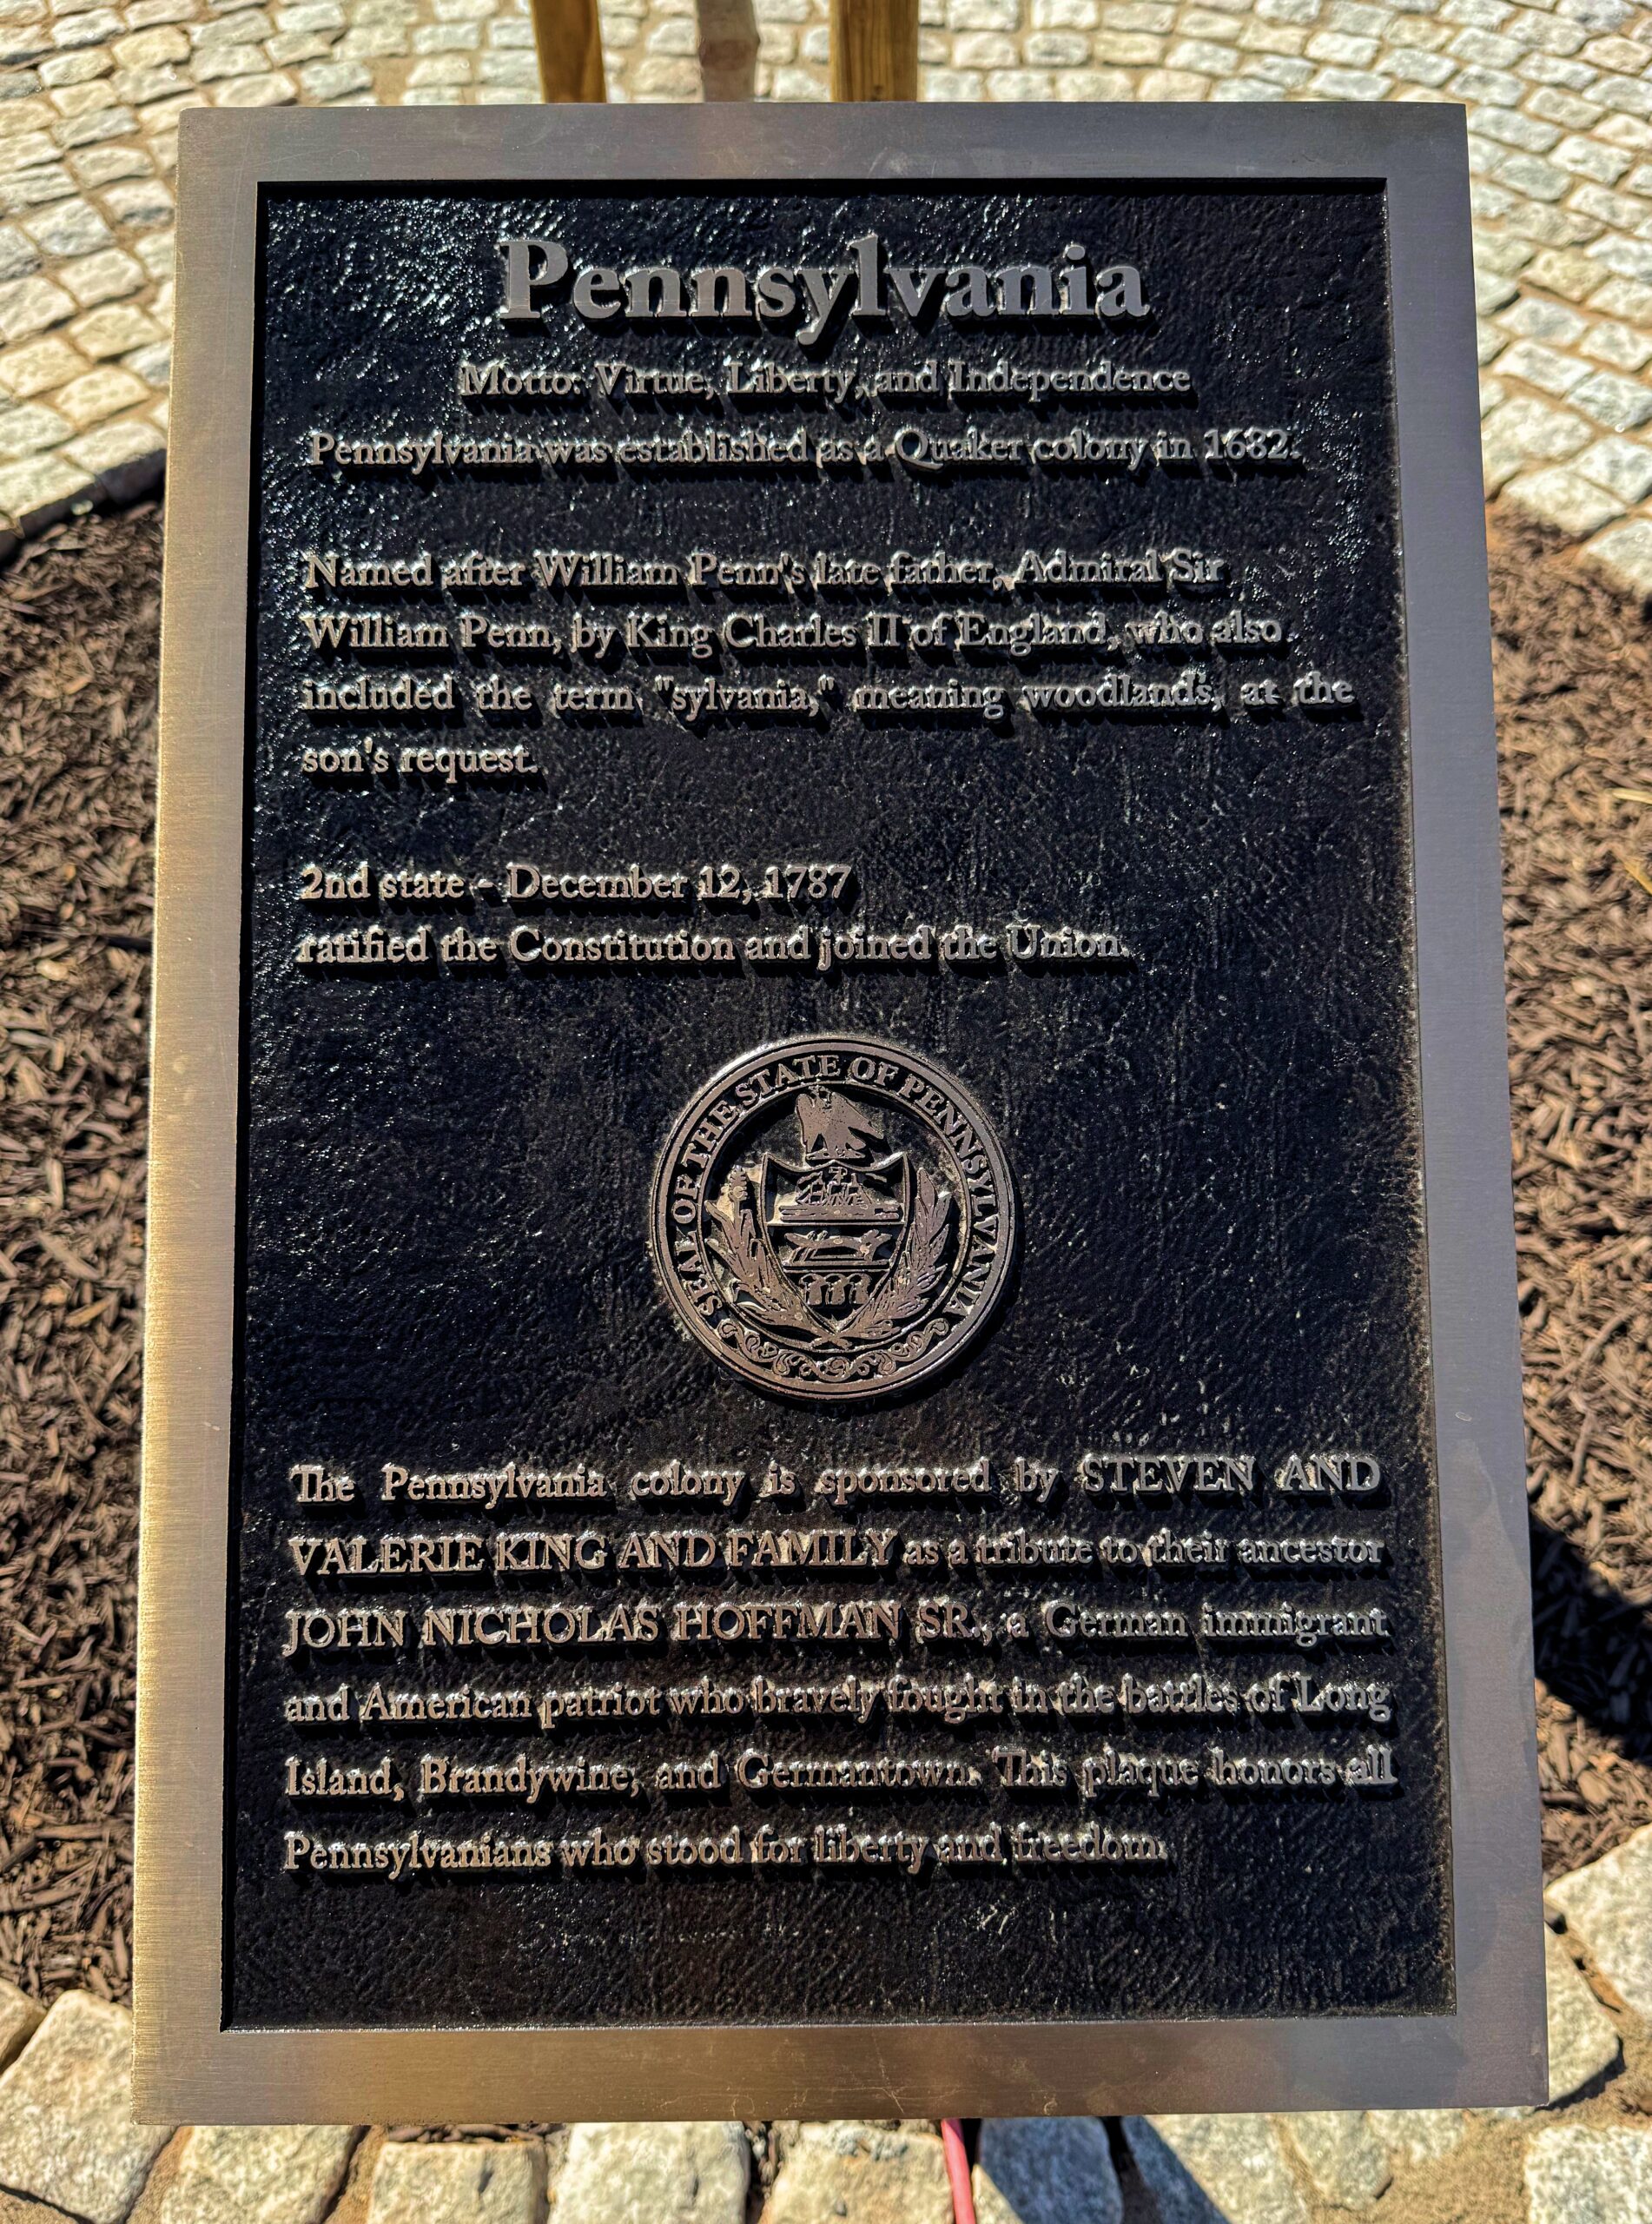 Pennsylvania
Motto: Virtue, Liberty, and Independence
Pennsylvania was established as a Quaker colony in 1682.
Named after William Penn's late father, Admiral Sir
William Penn, by King Charles II of England, who also
included the term "sylvania," meaning woodlands, at the
son's request.
2nd state - December 12, 1787
ratified the Constitution and joined the Union.
SEAL OF THE STATE OF PENNSYLVANIA
The Pennsylvania colony is sponsored by STEVEN AND
VALERIE KING AND FAMILY as a tribute to their ancestor
JOHN NICHOLAS HOFFMAN SR., a German immigrant
and American patriot who bravely fought in the battles of Long
Island, Brandywine, and Germantown. This plaque honors all
Pennsylvanians who stood for liberty and freedom.